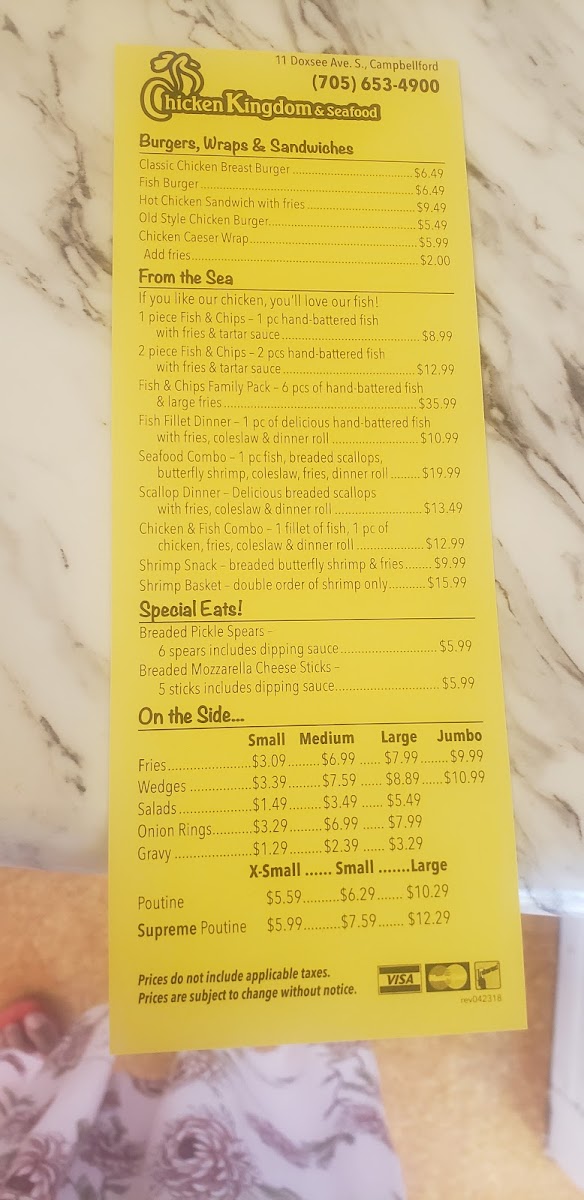 11 Doxsee Ave. S., Campbellford
(705) 653-4900
Chicken Kingdom & Seafood
Burgers, Wraps & Sandwiches
Classic Chicken Breast Burger ........ $6.49
Fish Burger ........ $6.49
Hot Chicken Sandwich with fries ........ $9.49
Old Style Chicken Burger ........ $5.49
Chicken Caeser Wrap ........ $5.99
Add fries ........ $2.00
From the Sea
If you like our chicken, you'll love our fish!
1 piece Fish & Chips – 1 pc hand-battered fish
with fries & tartar sauce ........ $8.99
2 piece Fish & Chips – 2 pcs hand-battered fish
with fries & tartar sauce ........ $12.99
Fish & Chips Family Pack – 6 pcs of hand-battered fish
& large fries ........ $35.99
Fish Fillet Dinner – 1 pc of delicious hand-battered fish
with fries, coleslaw & dinner roll ........ $10.99
Seafood Combo – 1 pc fish, breaded scallops,
butterfly shrimp, coleslaw, fries, dinner roll ........ $19.99
Scallop Dinner – Delicious breaded scallops
with fries, coleslaw & dinner roll ........ $13.49
Chicken & Fish Combo – 1 fillet of fish, 1 pc of
chicken, fries, coleslaw & dinner roll ........ $12.99
Shrimp Snack – breaded butterfly shrimp & fries ........ $9.99
Shrimp Basket – double order of shrimp only ........ $15.99
Special Eats!
Breaded Pickle Spears –
6 spears includes dipping sauce ........ $5.99
Breaded Mozzarella Cheese Sticks –
5 sticks includes dipping sauce ........ $5.99
On the Side...
Small Medium Large Jumbo
Fries ........ $3.09 ........ $6.99 ...... $7.99 ........ $9.99
Wedges ........ $3.39 ........ $7.59 ...... $8.89 ...... $10.99
Salads ........ $1.49 ........ $3.49 ...... $5.49
Onion Rings ........ $3.29 ........ $6.99 ...... $7.99
Gravy ........ $1.29 ........ $2.39 ...... $3.29
X-Small ...... Small ....... Large
Poutine $5.59 ........ $6.29 ...... $10.29
Supreme Poutine $5.99 ........ $7.59 ...... $12.29
Prices do not include applicable taxes.
Prices are subject to change without notice.
VISA
rev042318